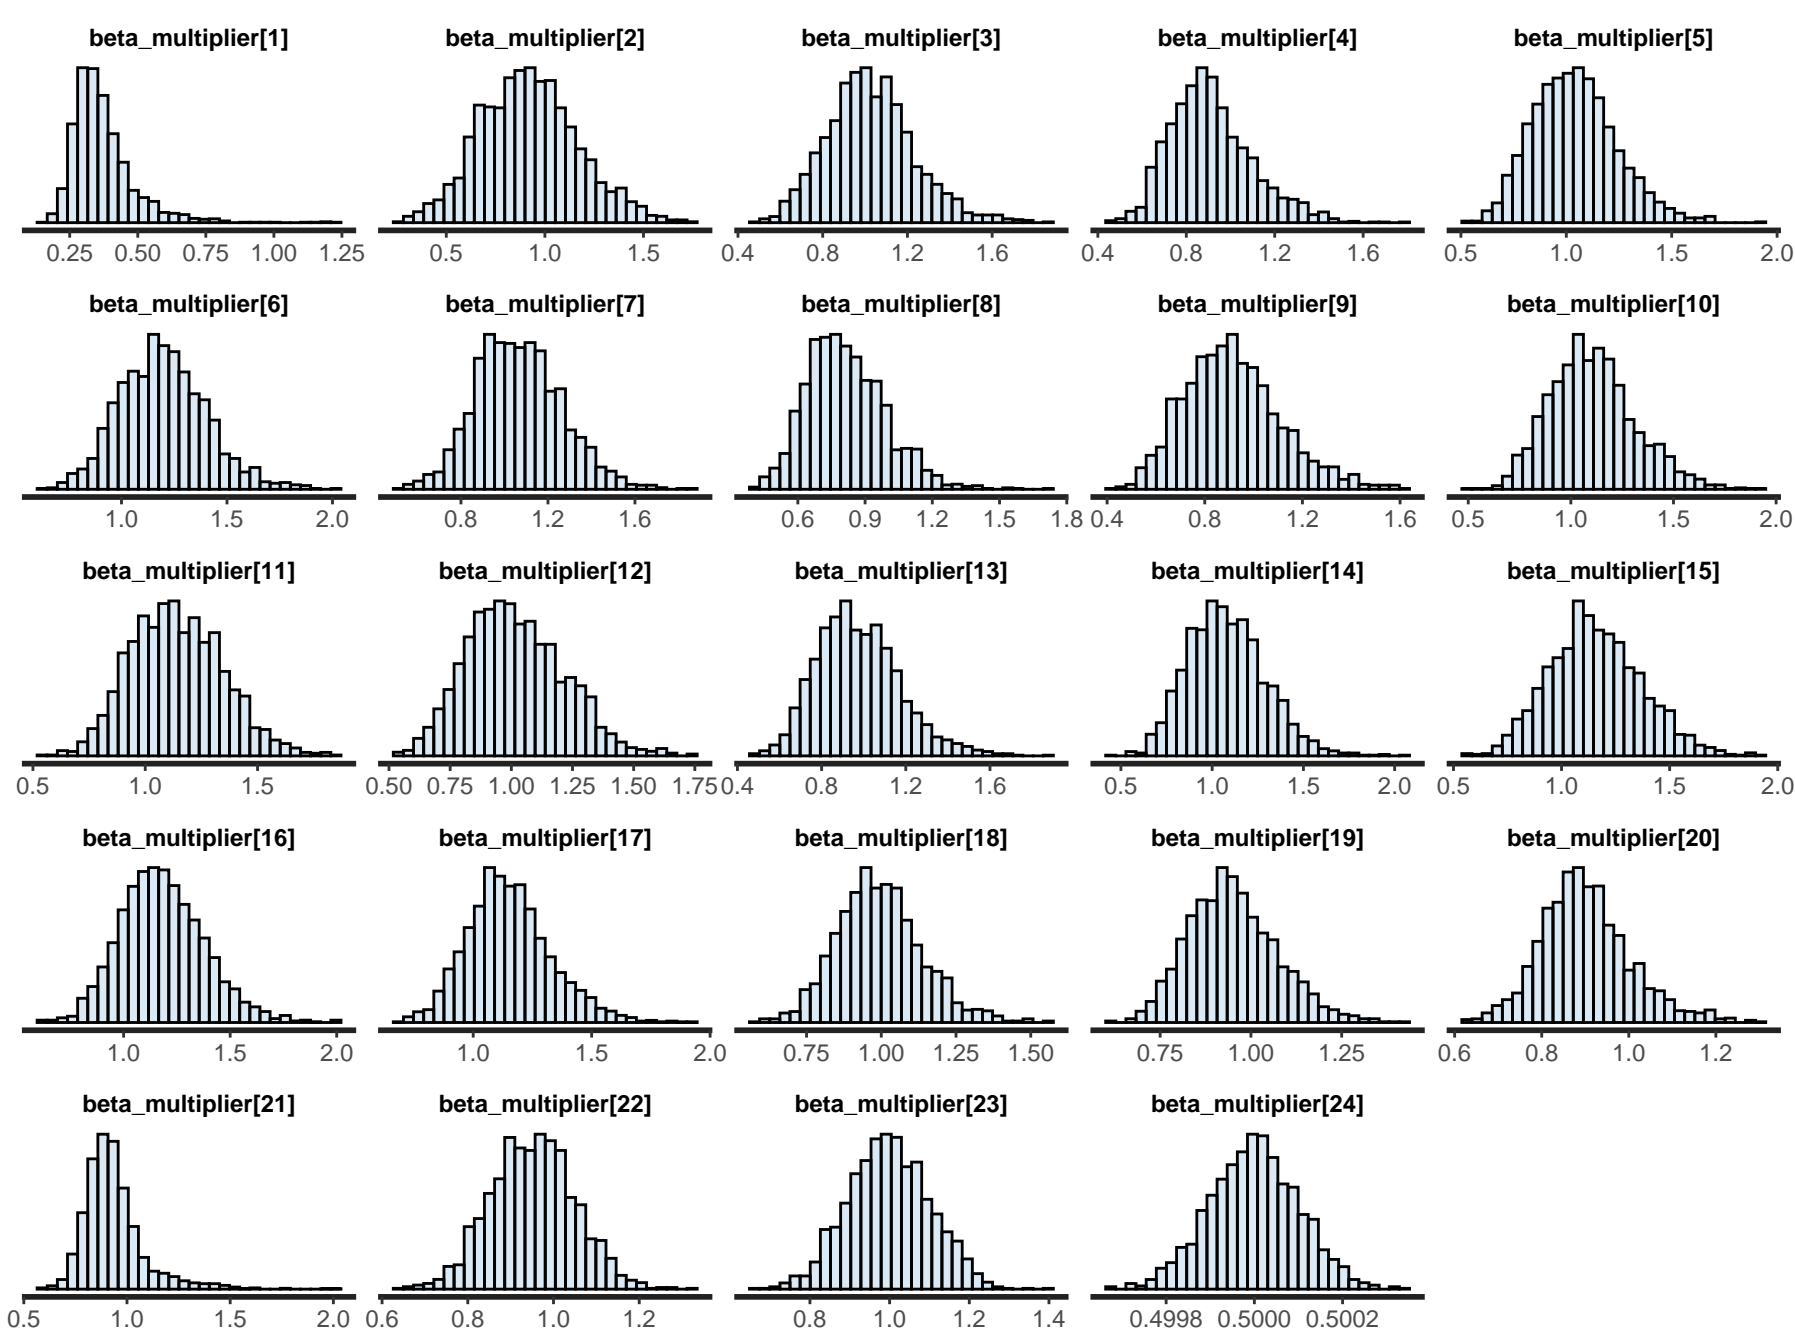 beta_multiplier[1] beta_multiplier[2] beta_multiplier[3] beta_multiplier[4] beta_multiplier[5]
0.25 0.50 0.75 1.00 1.25 0.5 1.0 1.5 0.4 0.8 1.2 1.6 0.4 0.8 1.2 1.6 0.5 1.0 1.5 2.0
beta_multiplier[6] beta_multiplier[7] beta_multiplier[8] beta_multiplier[9] beta_multiplier[10]
1.0 1.5 2.0 0.8 1.2 1.6 0.6 0.9 1.2 1.5 1.8 0.4 0.8 1.2 1.6 0.5 1.0 1.5 2.0
beta_multiplier[11] beta_multiplier[12] beta_multiplier[13] beta_multiplier[14] beta_multiplier[15]
0.5 1.0 1.5 0.50 0.75 1.00 1.25 1.50 1.75 0.4 0.8 1.2 1.6 0.5 1.0 1.5 2.0 0.5 1.0 1.5 2.0
beta_multiplier[16] beta_multiplier[17] beta_multiplier[18] beta_multiplier[19] beta_multiplier[20]
1.0 1.5 2.0 1.0 1.5 2.0 0.75 1.00 1.25 1.50 0.75 1.00 1.25 0.6 0.8 1.0 1.2
beta_multiplier[21] beta_multiplier[22] beta_multiplier[23] beta_multiplier[24]
0.5 1.0 1.5 2.0 0.6 0.8 1.0 1.2 0.8 1.0 1.2 1.4 0.4998 0.5000 0.5002